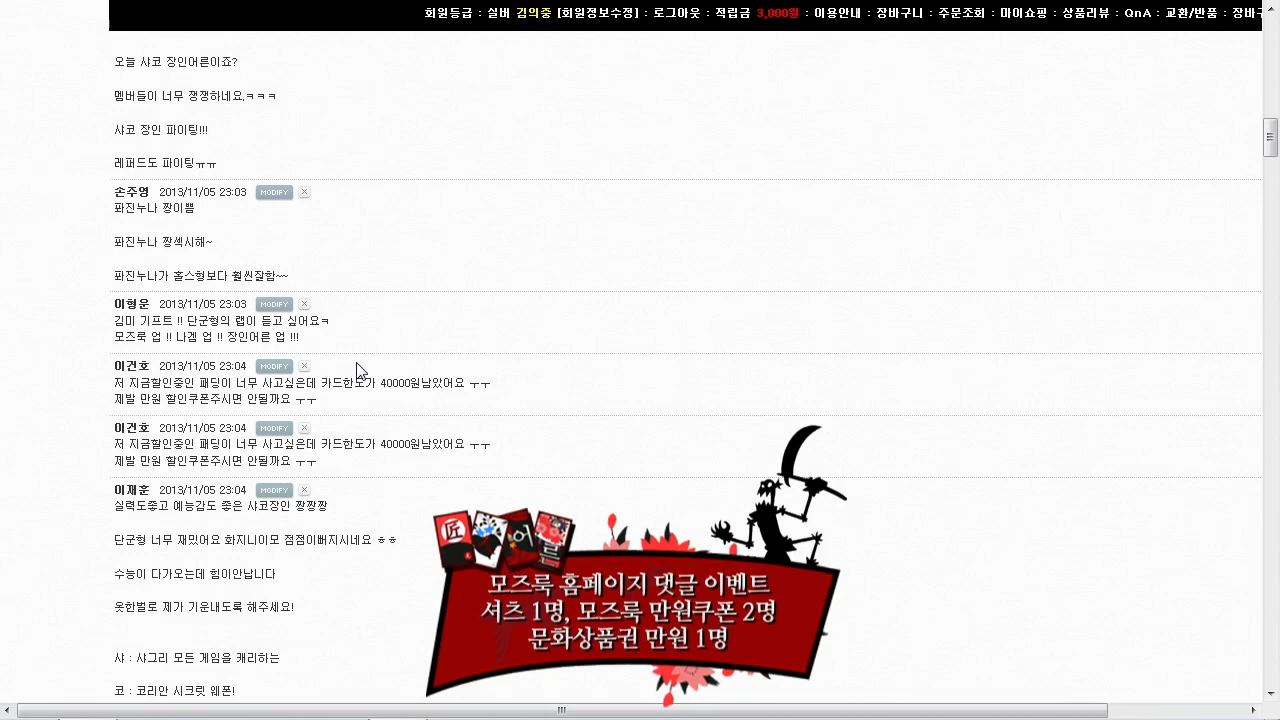 회원등급 : 실버 김의중 [회원정보수정] : 로그아웃 : 적립금 3,000원 : 이용안내 : 장바구니 : 주문조회 : 마이쇼핑 : 상품리뷰 : QnA : 교환/반품 : 장바구
오늘 샤코 장인어른이죠?
멤버들이 너무 쟁쟁하네요.ㅋㅋㅋ
샤코 장인 파이팅!!!
레퍼드도 파이팅ㅠㅠ
손주영 2013/11/05 23:03 MODIFY
파진누나 짱이쁨
파진누나 짱섹시해~
파진누나가 홀스형보다 훨씬잘함~~
이형운 2013/11/05 23:03 MODIFY
김미 기프트 !! 단군형의 랩이 듣고 싶어요ㅋ
모즈룩 업 !! 나겜 업 !! 장인어른 업 !!!
이건호 2013/11/05 23:04 MODIFY
저 지금할인중인 패딩이 너무 사고싶은데 카드한도가 40000원남았어요 ㅜㅜ
제발 만원 할인쿠폰주시면 안될까요 ㅜㅜ
이건호 2013/11/05 23:04 MODIFY
저 지금할인중인 패딩이 너무 사고싶은데 카드한도가 40000원남았어요 ㅜㅜ
제발 만원 할인쿠폰주시면 안될까요 ㅜㅜ
이재훈 2013/11/05 23:04 MODIFY
실력도좋고 예능감도 좋은 샤코장인 짱짱짱
단군형 너무 재밌어요 화지니이모 점점이뻐지시네요 ㅎㅎ
수능이 다가오는데 힘이안납니다
옷한벌로 제가 기운내도록 해주세요!
샤 : 샤그리 모든 게임을 캐리하는
코 : 코리안 시크릿 웨폰!
匠 어 른
모즈룩 홈페이지 댓글 이벤트
셔츠 1명, 모즈룩 만원쿠폰 2명
문화상품권 만원 1명